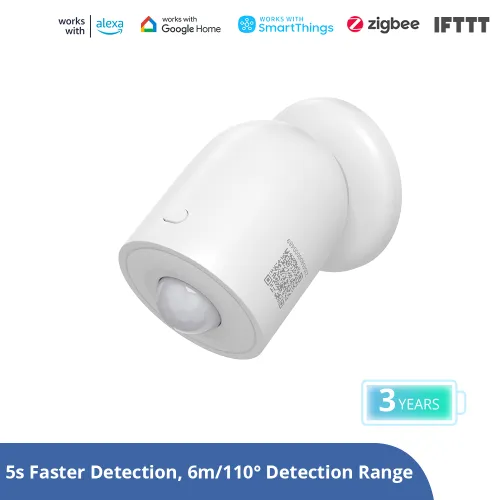 works with alexa
works with Google Home
WORKS WITH SmartThings
zigbee
IFTTT
3 YEARS
5s Faster Detection, 6m/110° Detection Range